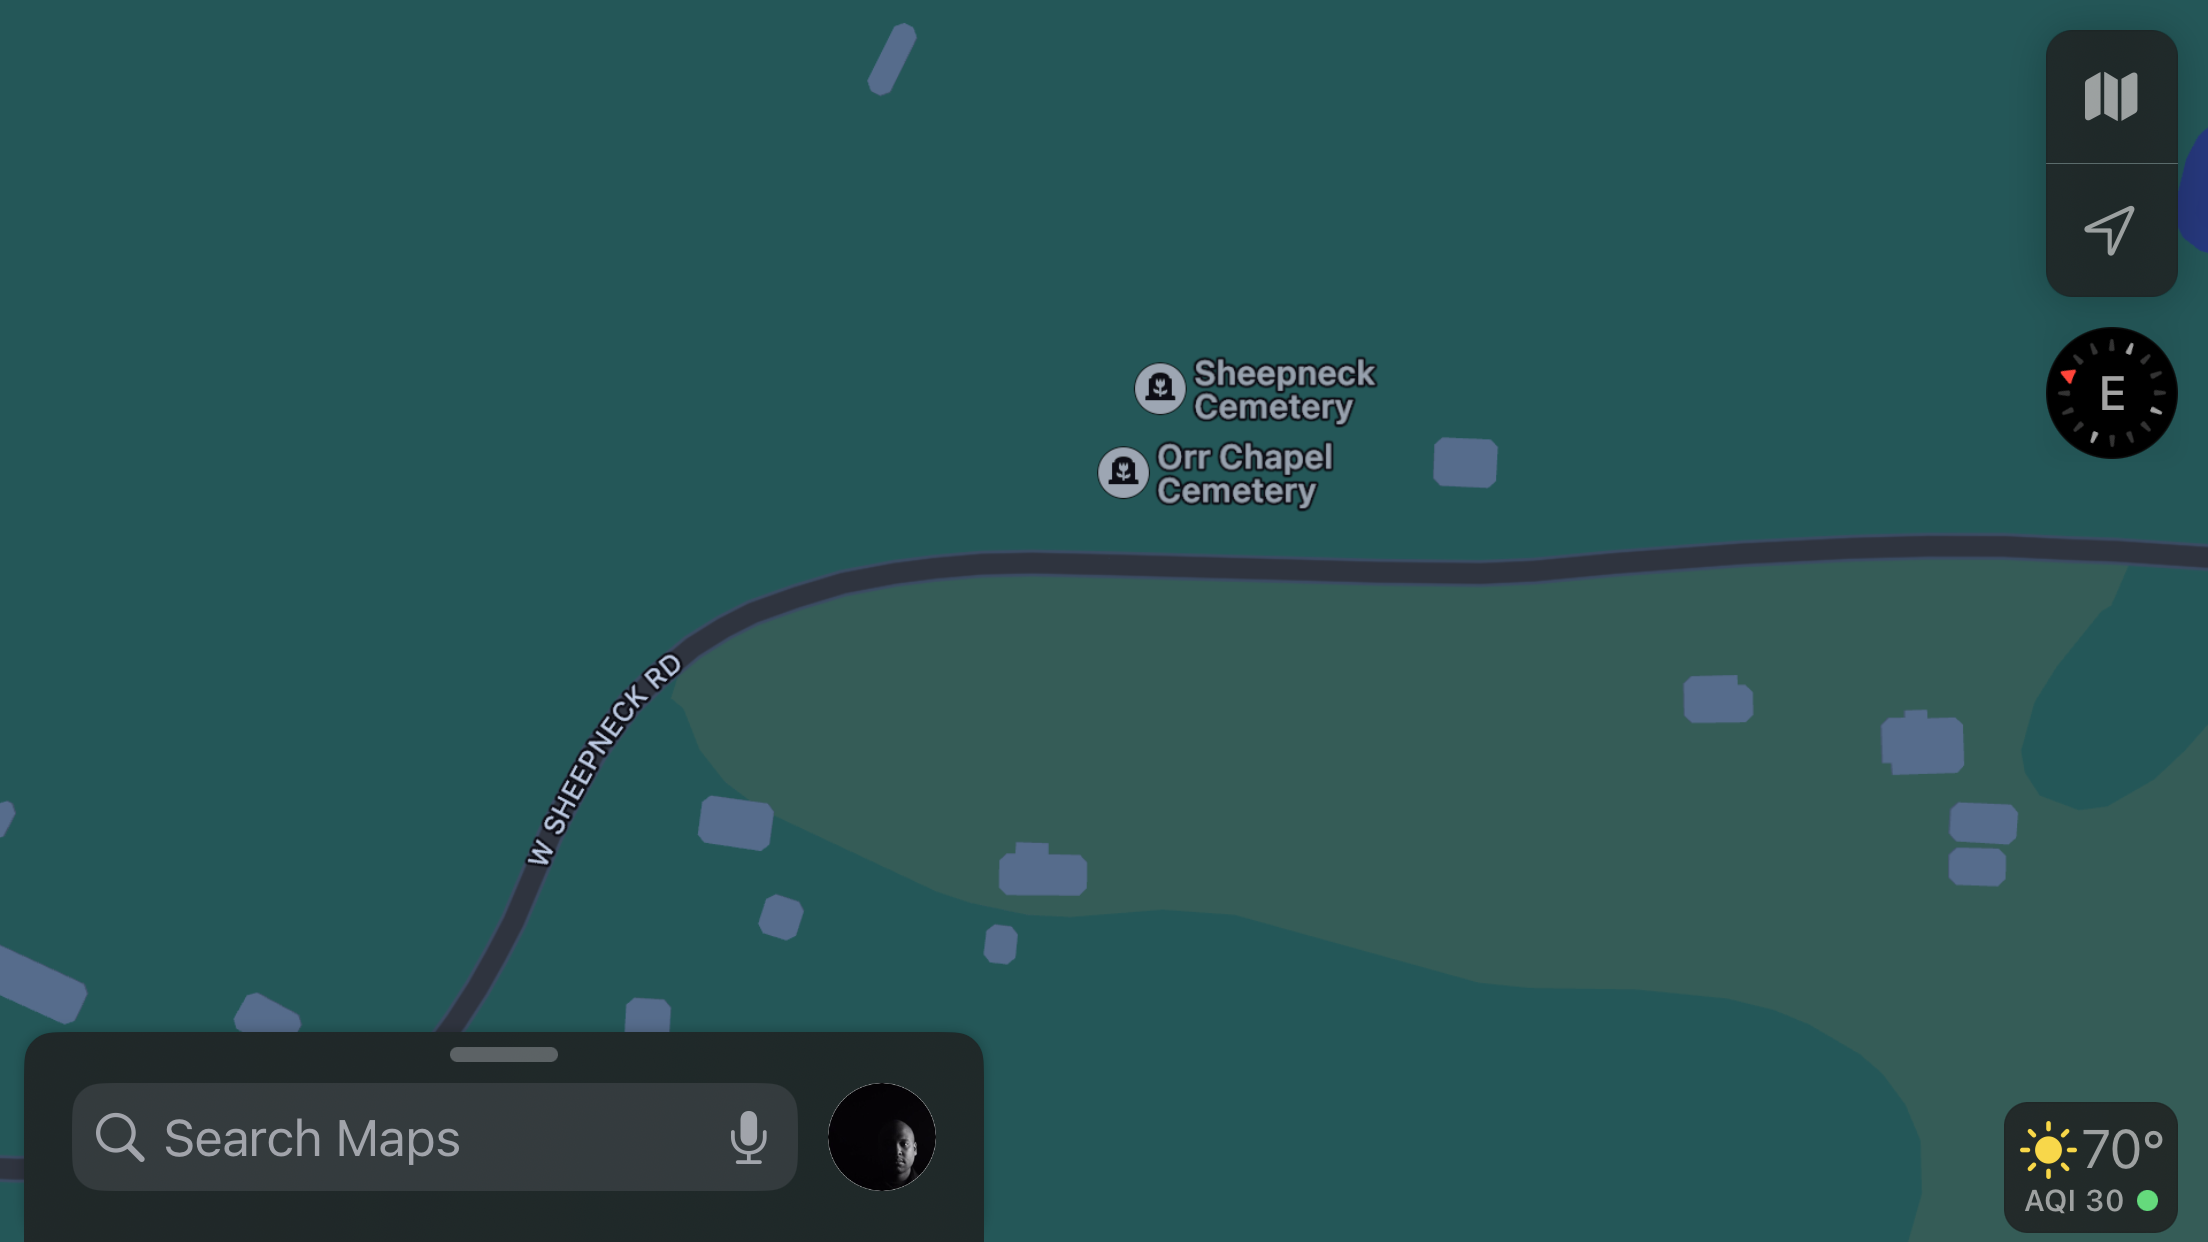 Sheepneck
Cemetery
Orr Chapel
Cemetery
E
W SHEEPNECK RD
Search Maps
70°
AQI 30